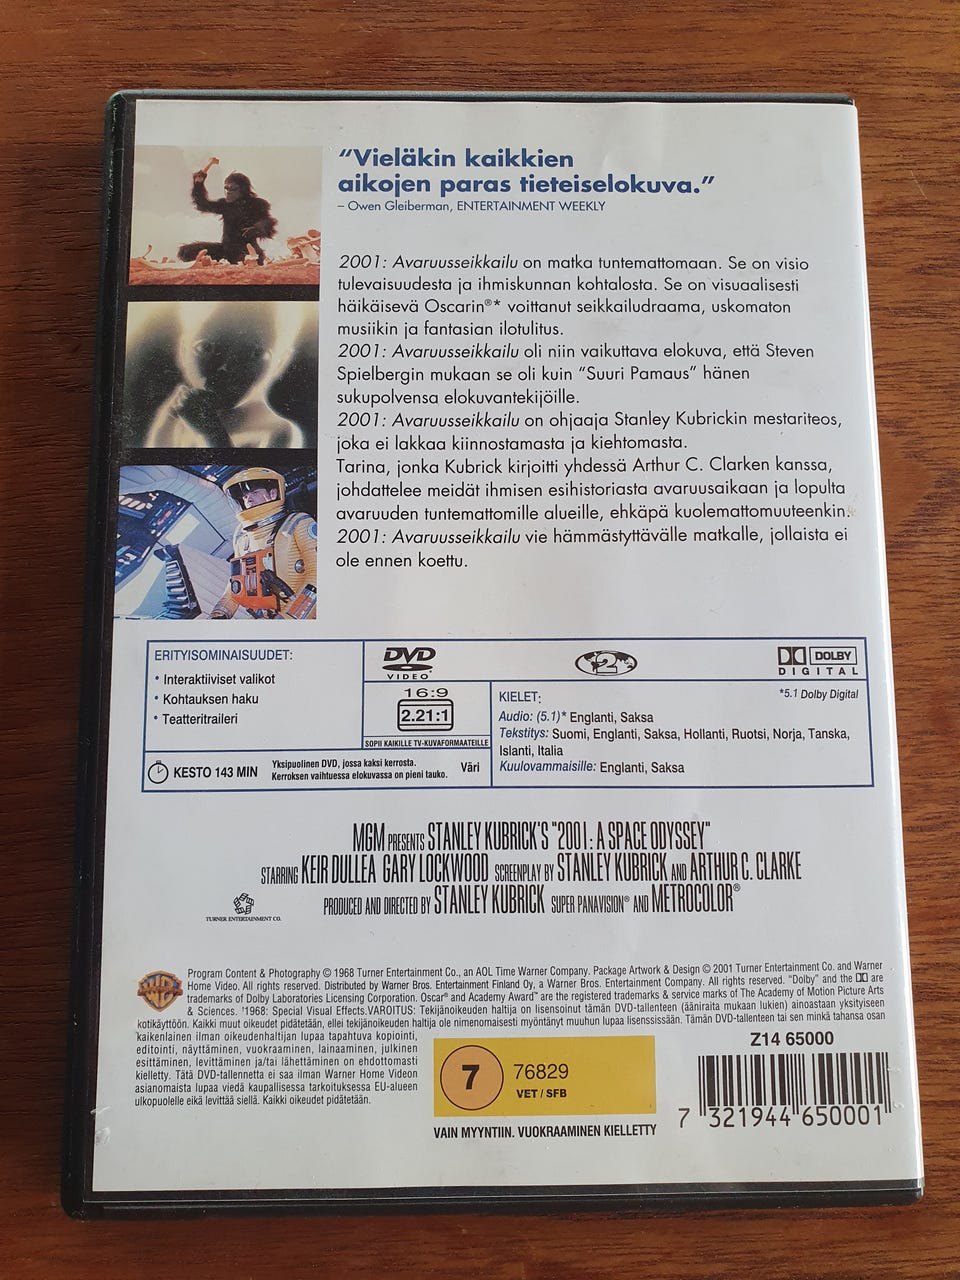 “Vieläkin kaikkien
aikojen paras tieteiselokuva.”
– Owen Gleiberman, ENTERTAINMENT WEEKLY
2001: Avaruusseikkailu on matka tuntemattomaan. Se on visio
tulevaisuudesta ja ihmiskunnan kohtalosta. Se on visuaalisesti
häikäisevä Oscarin®* voittanut seikkailudraama, uskomaton
musiikin ja fantasian ilotulitus.
2001: Avaruusseikkailu oli niin vaikuttava elokuva, että Steven
Spielbergin mukaan se oli kuin “Suuri Pamaus” hänen
sukupolvensa elokuvantekijöille.
2001: Avaruusseikkailu on ohjaaja Stanley Kubrickin mestariteos,
joka ei lakkaa kiinnostamasta ja kiehtomasta.
Tarina, jonka Kubrick kirjoitti yhdessä Arthur C. Clarken kanssa,
johdattelee meidät ihmisen esihistoriasta avaruusaikaan ja lopulta
avaruuden tuntemattomille alueille, ehkäpä kuolemattomuuteenkin.
2001: Avaruusseikkailu vie hämmästyttävälle matkalle, jollaista ei
ole ennen koettu.
ERITYISOMINAISUUDET:
• Interaktiiviset valikot
• Kohtauksen haku
• Teatteritraileri
DVD
VIDEO
2
DOLBY
DIGITAL
16:9
2.21:1
SOPII KAIKILLE TV-KUVAFORMAATEILLE
KIELET:
*5.1 Dolby Digital
Audio: (5.1)* Englanti, Saksa
Tekstitys: Suomi, Englanti, Saksa, Hollanti, Ruotsi, Norja, Tanska,
Islanti, Italia
Kuulovammaisille: Englanti, Saksa
KESTO 143 MIN
Yksipuolinen DVD, jossa kaksi kerrosta.
Kerroksen vaihtuessa elokuvassa on pieni tauko.
Väri
MGM PRESENTS STANLEY KUBRICK'S "2001: A SPACE ODYSSEY"
STARRING KEIR DULLEA GARY LOCKWOOD SCREENPLAY BY STANLEY KUBRICK AND ARTHUR C. CLARKE
PRODUCED AND DIRECTED BY STANLEY KUBRICK SUPER PANAVISION® AND METROCOLOR®
TURNER ENTERTAINMENT CO.
WB
Program Content & Photography © 1968 Turner Entertainment Co., an AOL Time Warner Company. Package Artwork & Design © 2001 Turner Entertainment Co. and Warner
Home Video. All rights reserved. Distributed by Warner Bros. Entertainment Finland Oy, a Warner Bros. Entertainment Company. All rights reserved. “Dolby” and the are
trademarks of Dolby Laboratories Licensing Corporation. Oscar® and Academy Award™ are the registered trademarks & service marks of The Academy of Motion Picture Arts
& Sciences. ¹1968: Special Visual Effects.VAROITUS: Tekijänoikeuden haltija on lisensoinut tämän DVD-tallenteen (ääniraita mukaan lukien) ainoastaan yksityiseen
kotikäyttöön. Kaikki muut oikeudet pidätetään, ellei tekijänoikeuden haltija ole nimenomaisesti myöntänyt muuhun lupaa lisenssissään. Tämän DVD-tallenteen tai sen minkä tahansa osan
kaikenlainen ilman oikeudenhaltijan lupaa tapahtuva kopiointi,
editointi, näyttäminen, vuokraaminen, lainaaminen, julkinen
esittäminen, levittäminen ja/tai lähettäminen on ehdottomasti
kielletty. Tätä DVD-tallennetta ei saa ilman Warner Home Videon
asianomaista lupaa viedä kaupallisessa tarkoituksessa EU-alueen
ulkopuolelle eikä levittää siellä. Kaikki oikeudet pidätetään.
7
76829
VET / SFB
VAIN MYYNTIIN. VUOKRAAMINEN KIELLETTY
Z14 65000
7 321944 650001